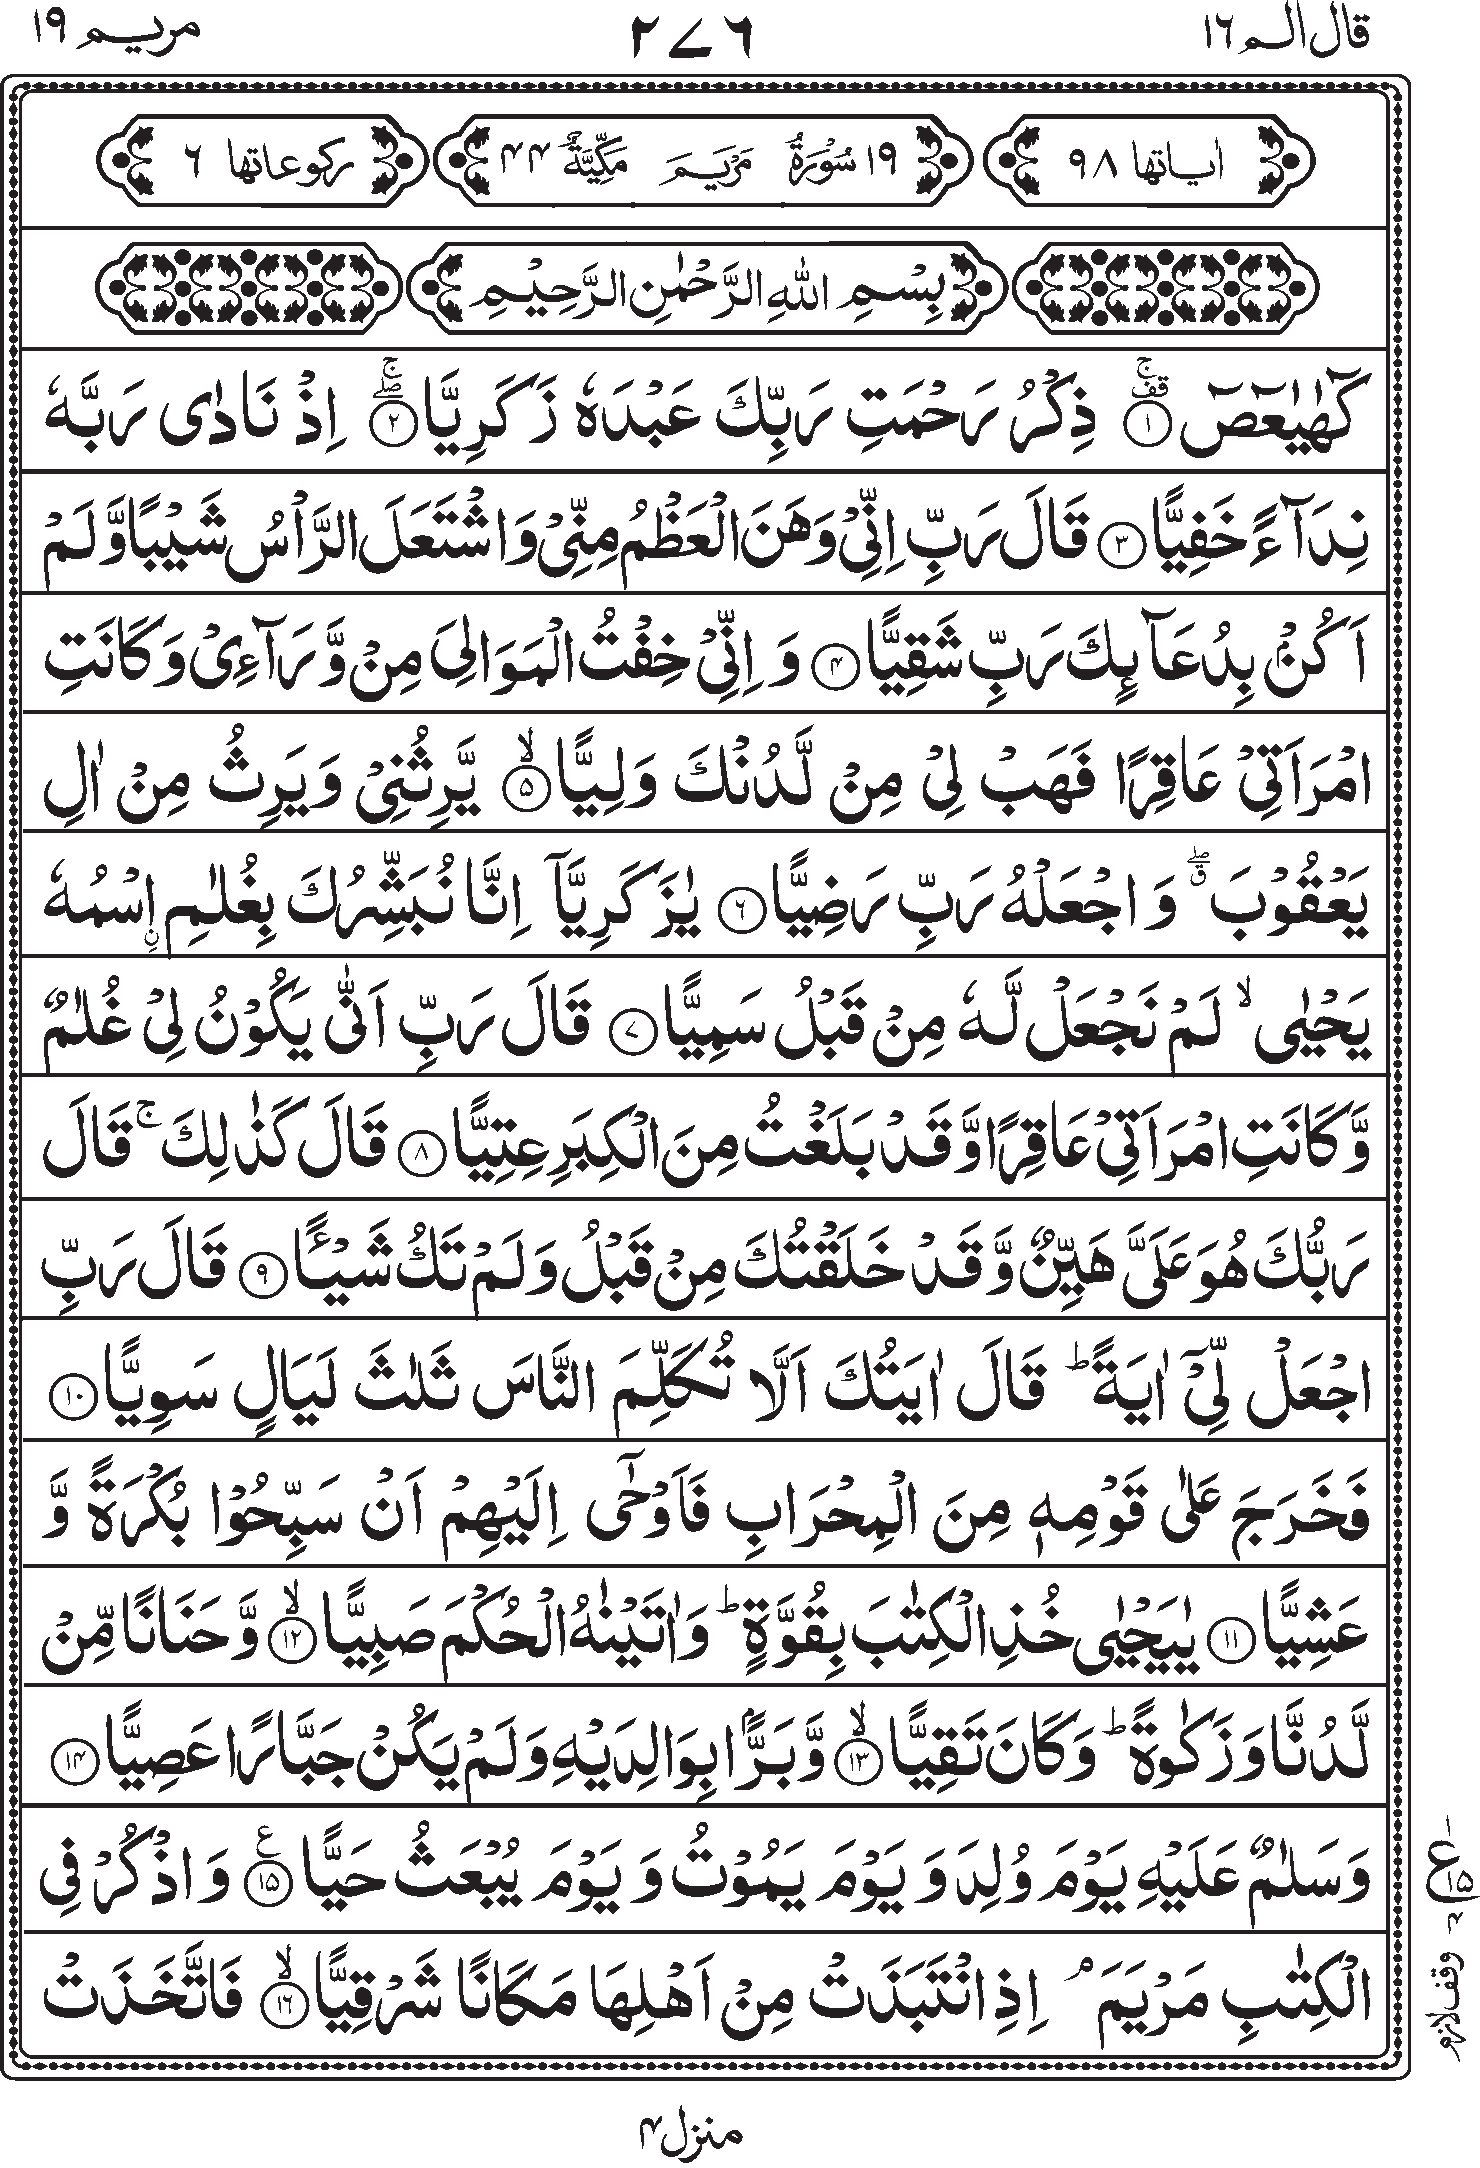 قال الم ١٦ ٢٧٦ مريم ١٩
اٰياتها ٩٨ ١٩ سُوْرَةُ مَرْيَمَ مَكِّيَّةٌ ٤٤ ركوعاتها ٦
بِسْمِ اللّٰهِ الرَّحْمٰنِ الرَّحِيْمِ
كٓهٰيٰعٓصٓ ۚ۟ۖ ﴿١﴾ ذِكْرُ رَحْمَتِ رَبِّكَ عَبْدَهٗ زَكَرِيَّا ۖۚ ﴿٢﴾ اِذْ نَادٰى رَبَّهٗ
نِدَآءً خَفِيًّا ﴿٣﴾ قَالَ رَبِّ اِنِّيْ وَهَنَ الْعَظْمُ مِنِّيْ وَاشْتَعَلَ الرَّاْسُ شَيْبًا وَّلَمْ
اَكُنْۢ بِدُعَآئِكَ رَبِّ شَقِيًّا ﴿٤﴾ وَ اِنِّيْ خِفْتُ الْمَوَالِيَ مِنْ وَّرَآءِيْ وَكَانَتِ
امْرَاَتِيْ عَاقِرًا فَهَبْ لِيْ مِنْ لَّدُنْكَ وَلِيًّا ۙ ﴿٥﴾ يَّرِثُنِيْ وَيَرِثُ مِنْ اٰلِ
يَعْقُوْبَ ۖق وَ اجْعَلْهُ رَبِّ رَضِيًّا ﴿٦﴾ يٰزَكَرِيَّآ اِنَّا نُبَشِّرُكَ بِغُلٰمِ ِۨاسْمُهٗ
يَحْيٰى ۙ لَمْ نَجْعَلْ لَّهٗ مِنْ قَبْلُ سَمِيًّا ﴿٧﴾ قَالَ رَبِّ اَنّٰى يَكُوْنُ لِيْ غُلٰمٌ
وَّكَانَتِ امْرَاَتِيْ عَاقِرًا وَّقَدْ بَلَغْتُ مِنَ الْكِبَرِ عِتِيًّا ﴿٨﴾ قَالَ كَذٰلِكَ ۚ قَالَ
رَبُّكَ هُوَ عَلَيَّ هَيِّنٌ وَّقَدْ خَلَقْتُكَ مِنْ قَبْلُ وَلَمْ تَكُ شَيْـًٔا ﴿٩﴾ قَالَ رَبِّ
اجْعَلْ لِّيْٓ اٰيَةً ؕ قَالَ اٰيَتُكَ اَلَّا تُكَلِّمَ النَّاسَ ثَلٰثَ لَيَالٍ سَوِيًّا ﴿١٠﴾
فَخَرَجَ عَلٰى قَوْمِهٖ مِنَ الْمِحْرَابِ فَاَوْحٰٓى اِلَيْهِمْ اَنْ سَبِّحُوْا بُكْرَةً وَّ
عَشِيًّا ﴿١١﴾ يٰيَحْيٰى خُذِ الْكِتٰبَ بِقُوَّةٍ ؕ وَاٰتَيْنٰهُ الْحُكْمَ صَبِيًّا ۙ ﴿١٢﴾ وَّحَنَانًا مِّنْ
لَّدُنَّا وَزَكٰوةً ؕ وَكَانَ تَقِيًّا ۙ ﴿١٣﴾ وَّبَرًّۢا بِوَالِدَيْهِ وَلَمْ يَكُنْ جَبَّارًا عَصِيًّا ﴿١٤﴾
وَسَلٰمٌ عَلَيْهِ يَوْمَ وُلِدَ وَ يَوْمَ يَمُوْتُ وَ يَوْمَ يُبْعَثُ حَيًّا ﴿١٥﴾ ع وَ اذْكُرْ فِي
١ ع ١٥ ٤
الْكِتٰبِ مَرْيَمَ ۘ اِذِ انْتَبَذَتْ مِنْ اَهْلِهَا مَكَانًا شَرْقِيًّا ۙ ﴿١٦﴾ فَاتَّخَذَتْ
وقف لازم
منزل ٤